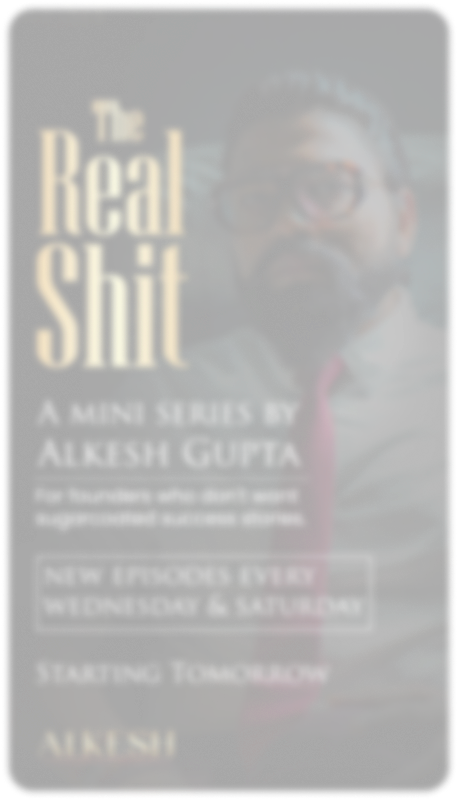 The
Real
Shit
A MINI SERIES BY
ALKESH GUPTA
For founders who don't want
sugarcoated success stories.
NEW EPISODES EVERY
WEDNESDAY & SATURDAY
STARTING TOMORROW
ALKESH